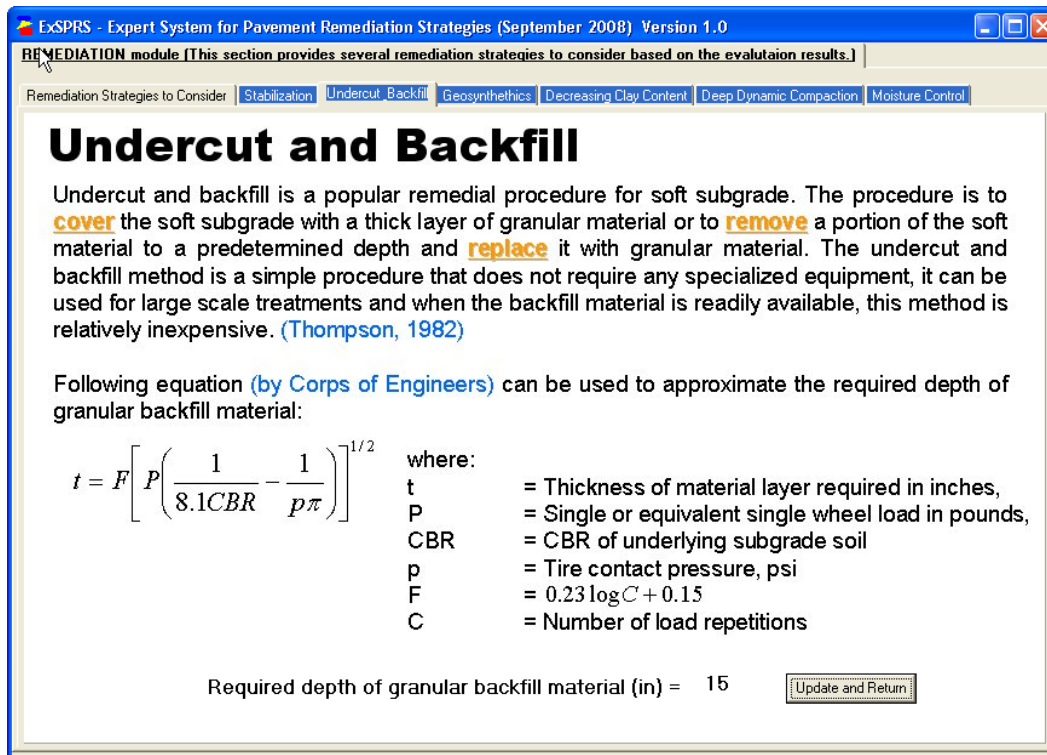 ExSPRS - Expert System for Pavement Remediation Strategies (September 2008) Version 1.0
REMEDIATION module [This section provides several remediation strategies to consider based on the evalutaion results.]
Remediation Strategies to Consider Stabilization Undercut_Backfill Geosynthethics Decreasing Clay Content Deep Dynamic Compaction Moisture Control
Undercut and Backfill
Undercut and backfill is a popular remedial procedure for soft subgrade. The procedure is to
cover the soft subgrade with a thick layer of granular material or to remove a portion of the soft
material to a predetermined depth and replace it with granular material. The undercut and
backfill method is a simple procedure that does not require any specialized equipment, it can be
used for large scale treatments and when the backfill material is readily available, this method is
relatively inexpensive. (Thompson, 1982)
Following equation (by Corps of Engineers) can be used to approximate the required depth of
granular backfill material:
t = F[P(1/8.1CBR - 1/pπ)]^1/2
where:
t = Thickness of material layer required in inches,
P = Single or equivalent single wheel load in pounds,
CBR = CBR of underlying subgrade soil
p = Tire contact pressure, psi
F = 0.23 log C + 0.15
C = Number of load repetitions
Required depth of granular backfill material (in) = 15 Update and Return